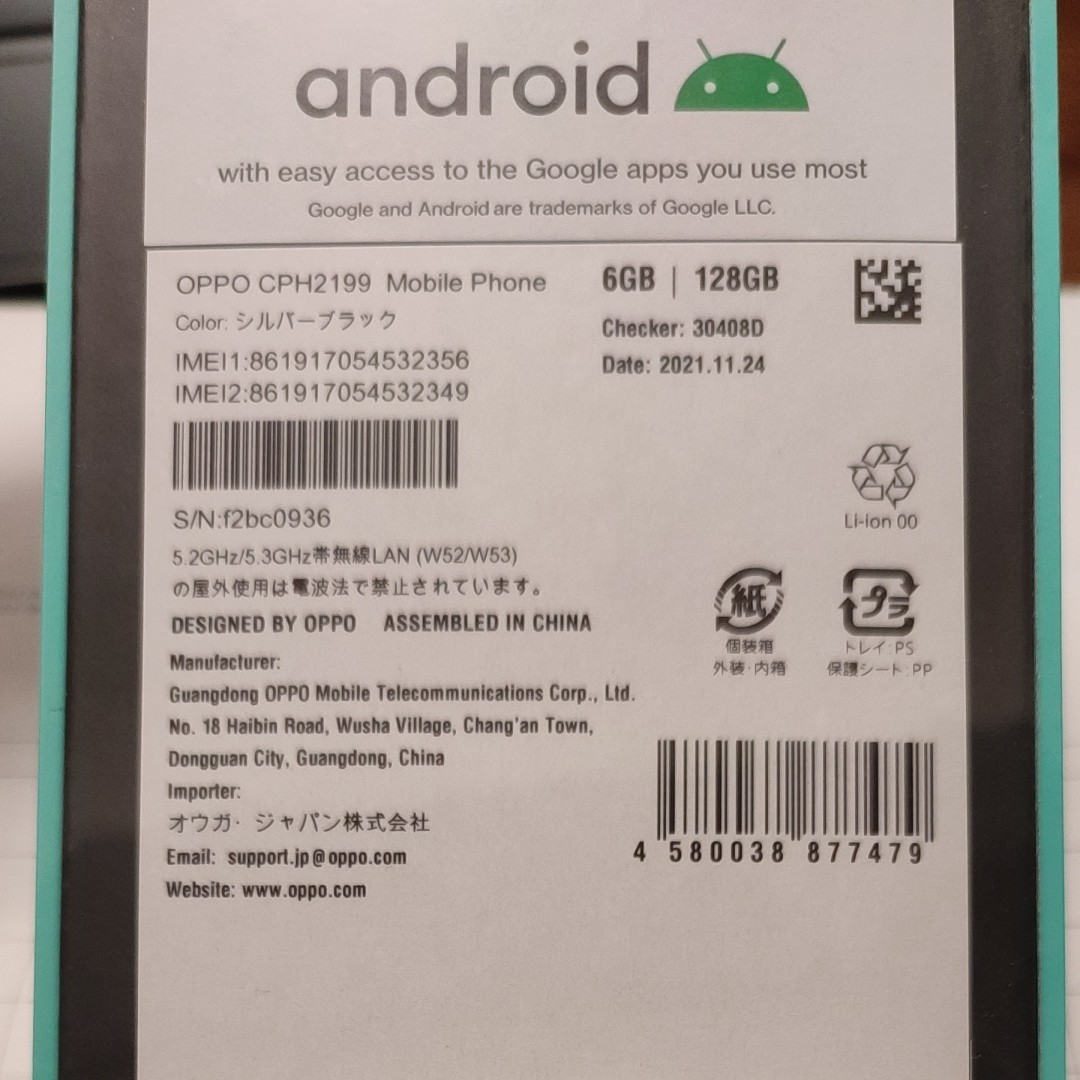 android
with easy access to the Google apps you use most
Google and Android are trademarks of Google LLC.
OPPO CPH2199 Mobile Phone
6GB | 128GB
Color: シルバーブラック
Checker: 30408D
IMEI1:861917054532356
Date: 2021.11.24
IMEI2:861917054532349
S/N:f2bc0936
Li-ion 00
5.2GHz/5.3GHz帯無線LAN (W52/W53)
の屋外使用は電波法で禁止されています。
DESIGNED BY OPPO ASSEMBLED IN CHINA
紙
個装箱
外装・内箱
プラ
トレイ:PS
保護シート:PP
Manufacturer:
Guangdong OPPO Mobile Telecommunications Corp., Ltd.
No. 18 Haibin Road, Wusha Village, Chang'an Town,
Dongguan City, Guangdong, China
Importer:
オウガ・ジャパン株式会社
Email: support.jp@oppo.com
Website: www.oppo.com
4 580038 877479